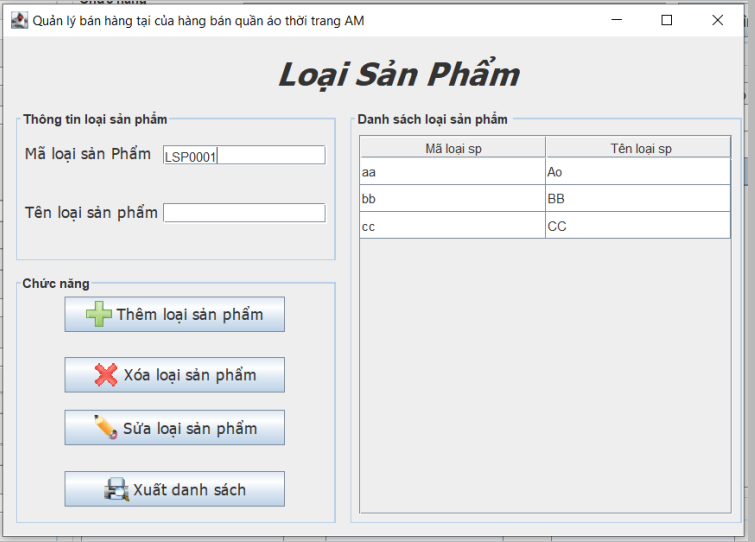 Quản lý bán hàng tại của hàng bán quần áo thời trang AM
Loại Sản Phẩm
Thông tin loại sản phẩm
Mã loại sản Phẩm LSP0001
Tên loại sản phẩm
Chức năng
Thêm loại sản phẩm
Xóa loại sản phẩm
Sửa loại sản phẩm
Xuất danh sách
Danh sách loại sản phẩm
Mã loại sp Tên loại sp
aa Ao
bb BB
cc CC